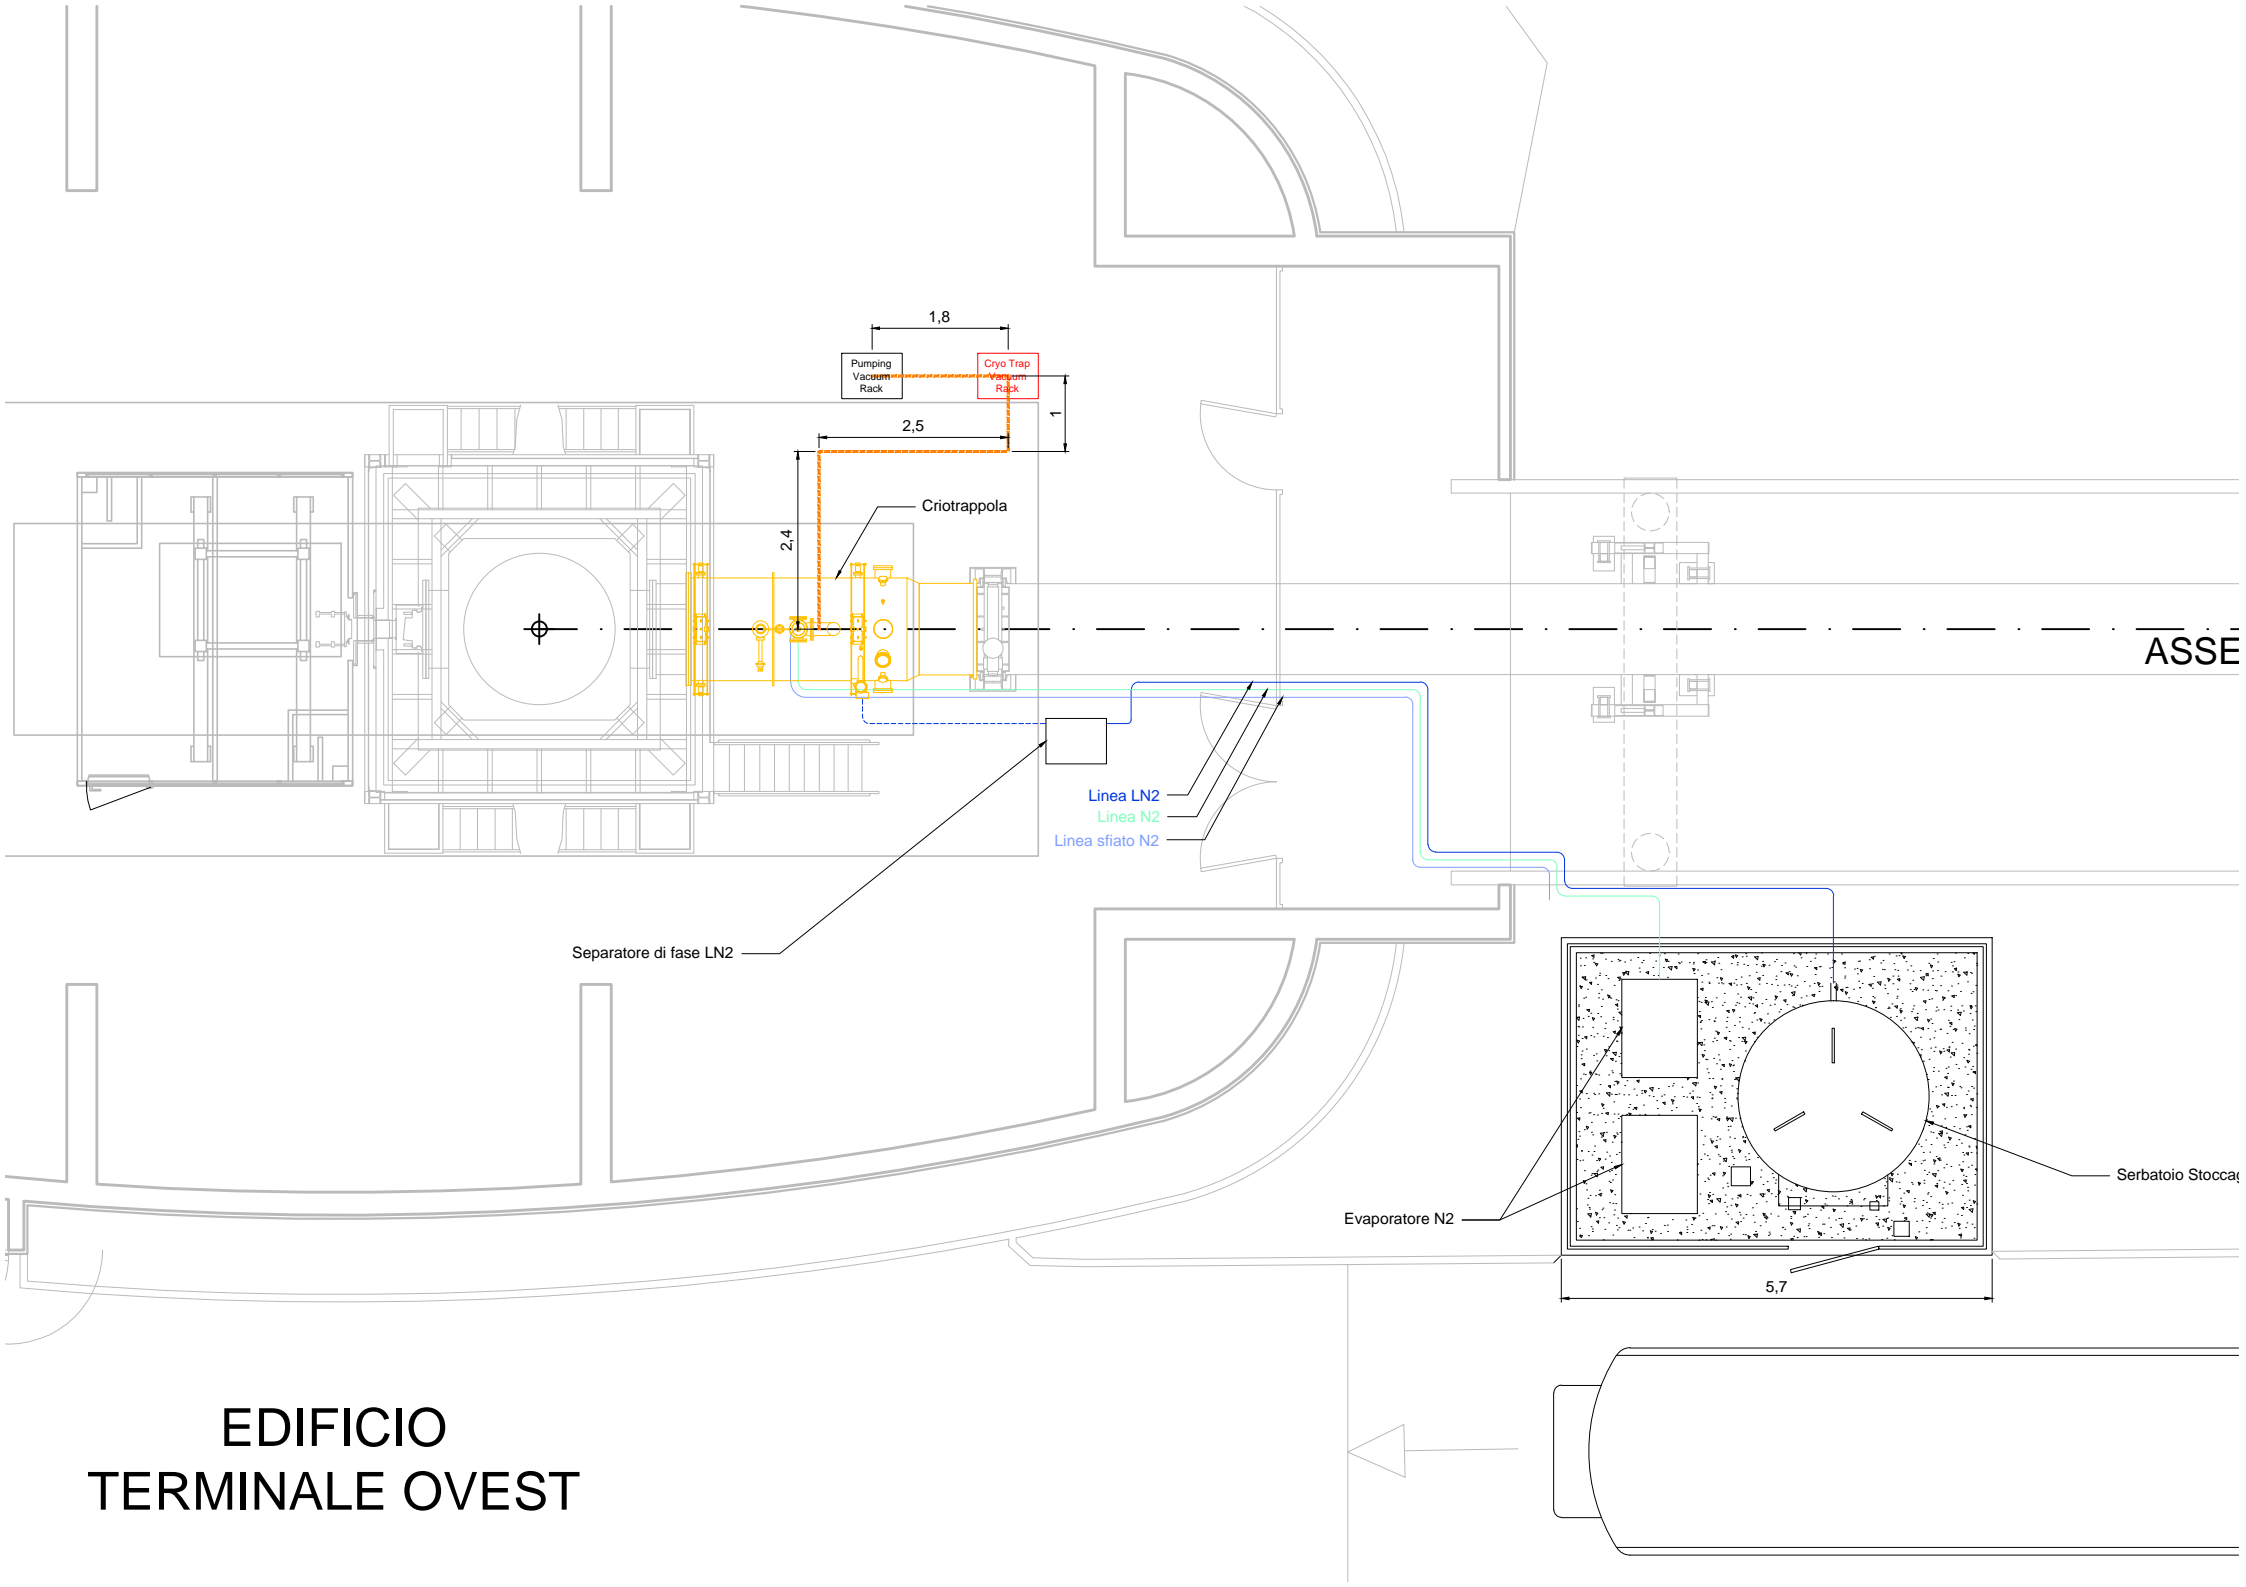 1,8
Pumping
Vacuum
Rack
Cryo Trap
Vacuum
Rack
1
2,5
2,4
Criotrappola
ASSE
Linea LN2
Linea N2
Linea sfiato N2
Separatore di fase LN2
Serbatoio
Evaporatore N2
5,7
EDIFICIO
TERMINALE OVEST